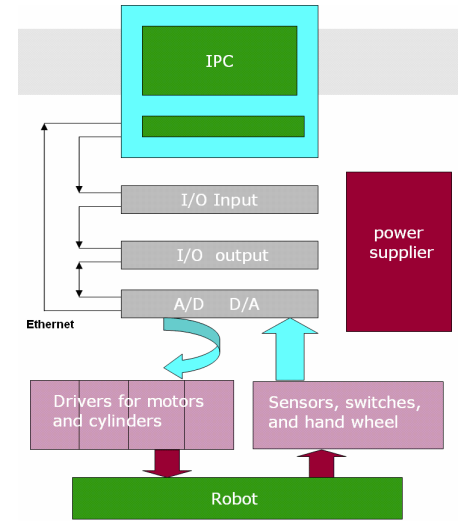 IPC
I/O Input
I/O output
A/D D/A
power
supplier
Ethernet
Drivers for motors
and cylinders
Sensors, switches,
and hand wheel
Robot